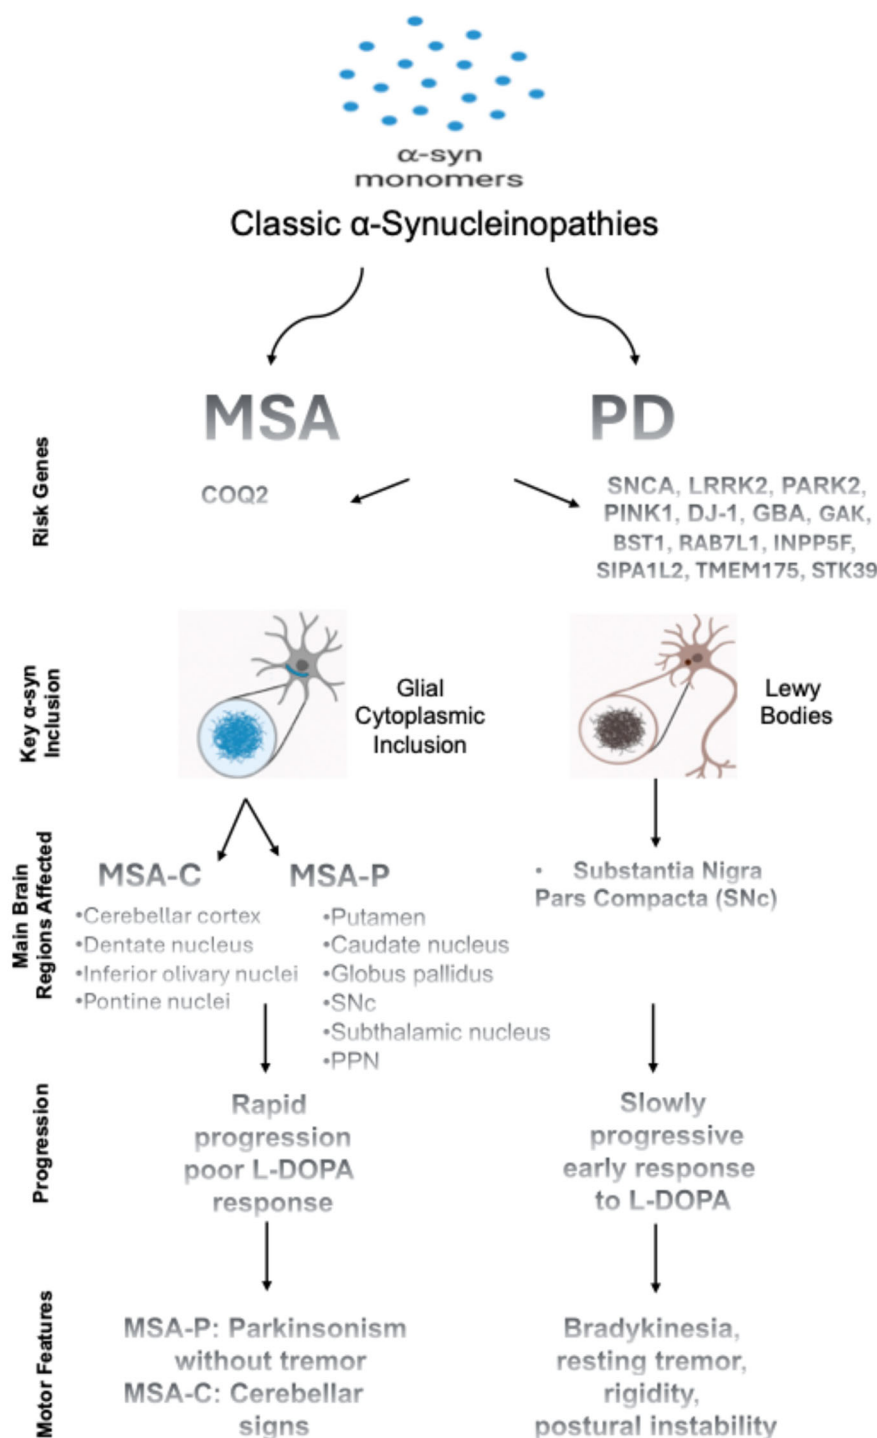 α-syn
monomers
Classic α-Synucleinopathies
MSA
PD
Risk Genes
COQ2
SNCA, LRRK2, PARK2,
PINK1, DJ-1, GBA, GAK,
BST1, RAB7L1, INPP5F,
SIPA1L2, TMEM175, STK39
Key α-syn
Inclusion
Glial
Cytoplasmic
Inclusion
Lewy
Bodies
Main Brain
Regions Affected
MSA-C
•Cerebellar cortex
•Dentate nucleus
•Inferior olivary nuclei
•Pontine nuclei
MSA-P
•Putamen
•Caudate nucleus
•Globus pallidus
•SNc
•Subthalamic nucleus
•PPN
• Substantia Nigra
Pars Compacta (SNc)
Progression
Rapid
progression
poor L-DOPA
response
Slowly
progressive
early response
to L-DOPA
Motor Features
MSA-P: Parkinsonism
without tremor
MSA-C: Cerebellar
signs
Bradykinesia,
resting tremor,
rigidity,
postural instability